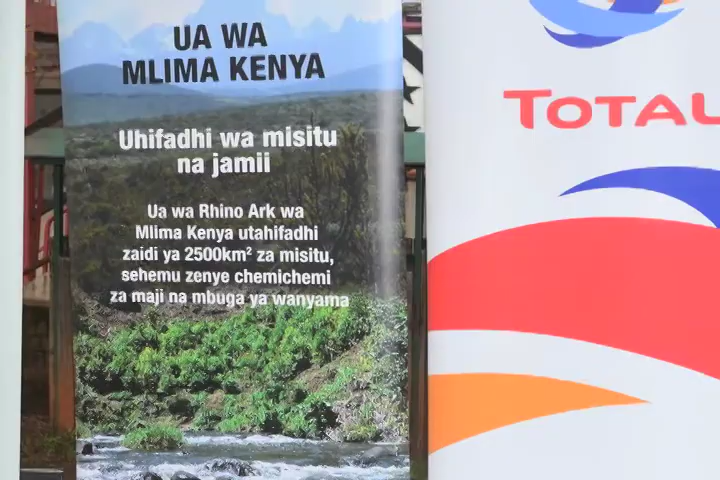 UA WA
MLIMA KENYA
Uhifadhi wa misitu
na jamii
Ua wa Rhino Ark wa
Mlima Kenya utahifadhi
zaidi ya 2500km² za misitu,
sehemu zenye chemichemi
za maji na mbuga ya wanyama
TOTAL